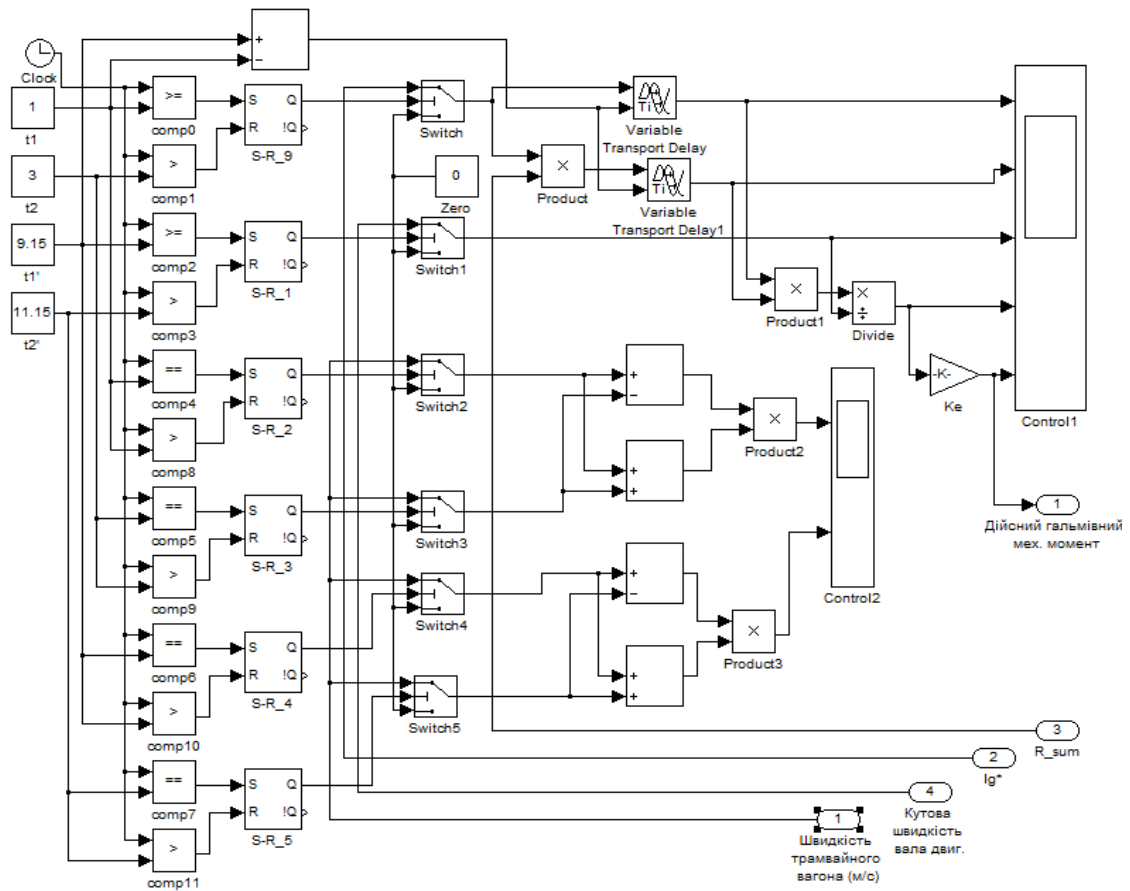 Clock
1
t1
3
t2
9.15
t1'
11.15
t2'
+
−
>=
comp0
>
comp1
>=
comp2
>
comp3
==
comp4
>
comp8
==
comp5
>
comp9
==
comp6
>
comp10
==
comp7
>
comp11
S Q
R !Q
S-R_9
S Q
R !Q
S-R_1
S Q
R !Q
S-R_2
S Q
R !Q
S-R_3
S Q
R !Q
S-R_4
S Q
R !Q
S-R_5
Switch
0
Zero
Switch1
Switch2
Switch3
Switch4
Switch5
×
Product
Ti
Variable
Transport Delay
Ti
Variable
Transport Delay1
×
Product1
×
÷
Divide
-K-
Ke
Control1
+
−
+
+
×
Product2
+
−
+
+
×
Product3
Control2
1
Дійсний гальмівний
мех. момент
3
R_sum
2
Ig*
4
Кутова
швидкість
вала двиг.
1
Швидкість
трамвайного
вагона (м/с)